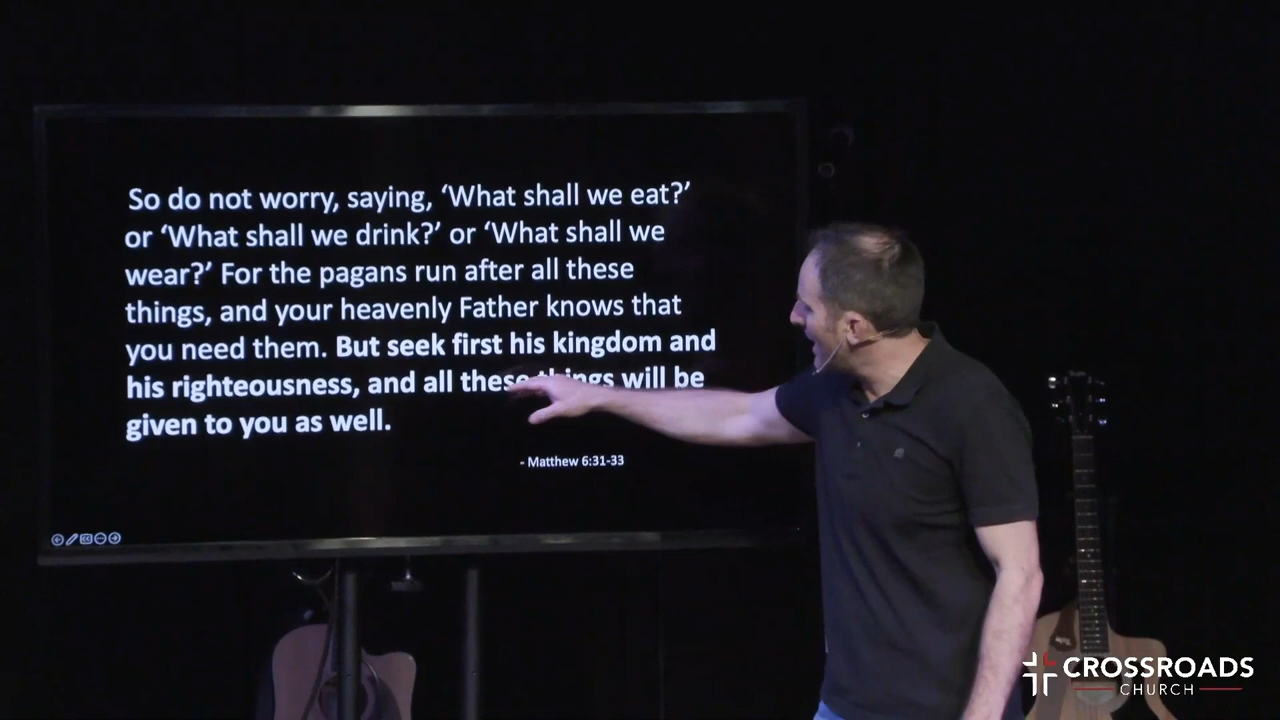 So do not worry, saying, ‘What shall we eat?’
or ‘What shall we drink?’ or ‘What shall we
wear?’ For the pagans run after all these
things, and your heavenly Father knows that
you need them. But seek first his kingdom and
his righteousness, and all these things will be
given to you as well.
- Matthew 6:31-33
CROSSROADS
CHURCH